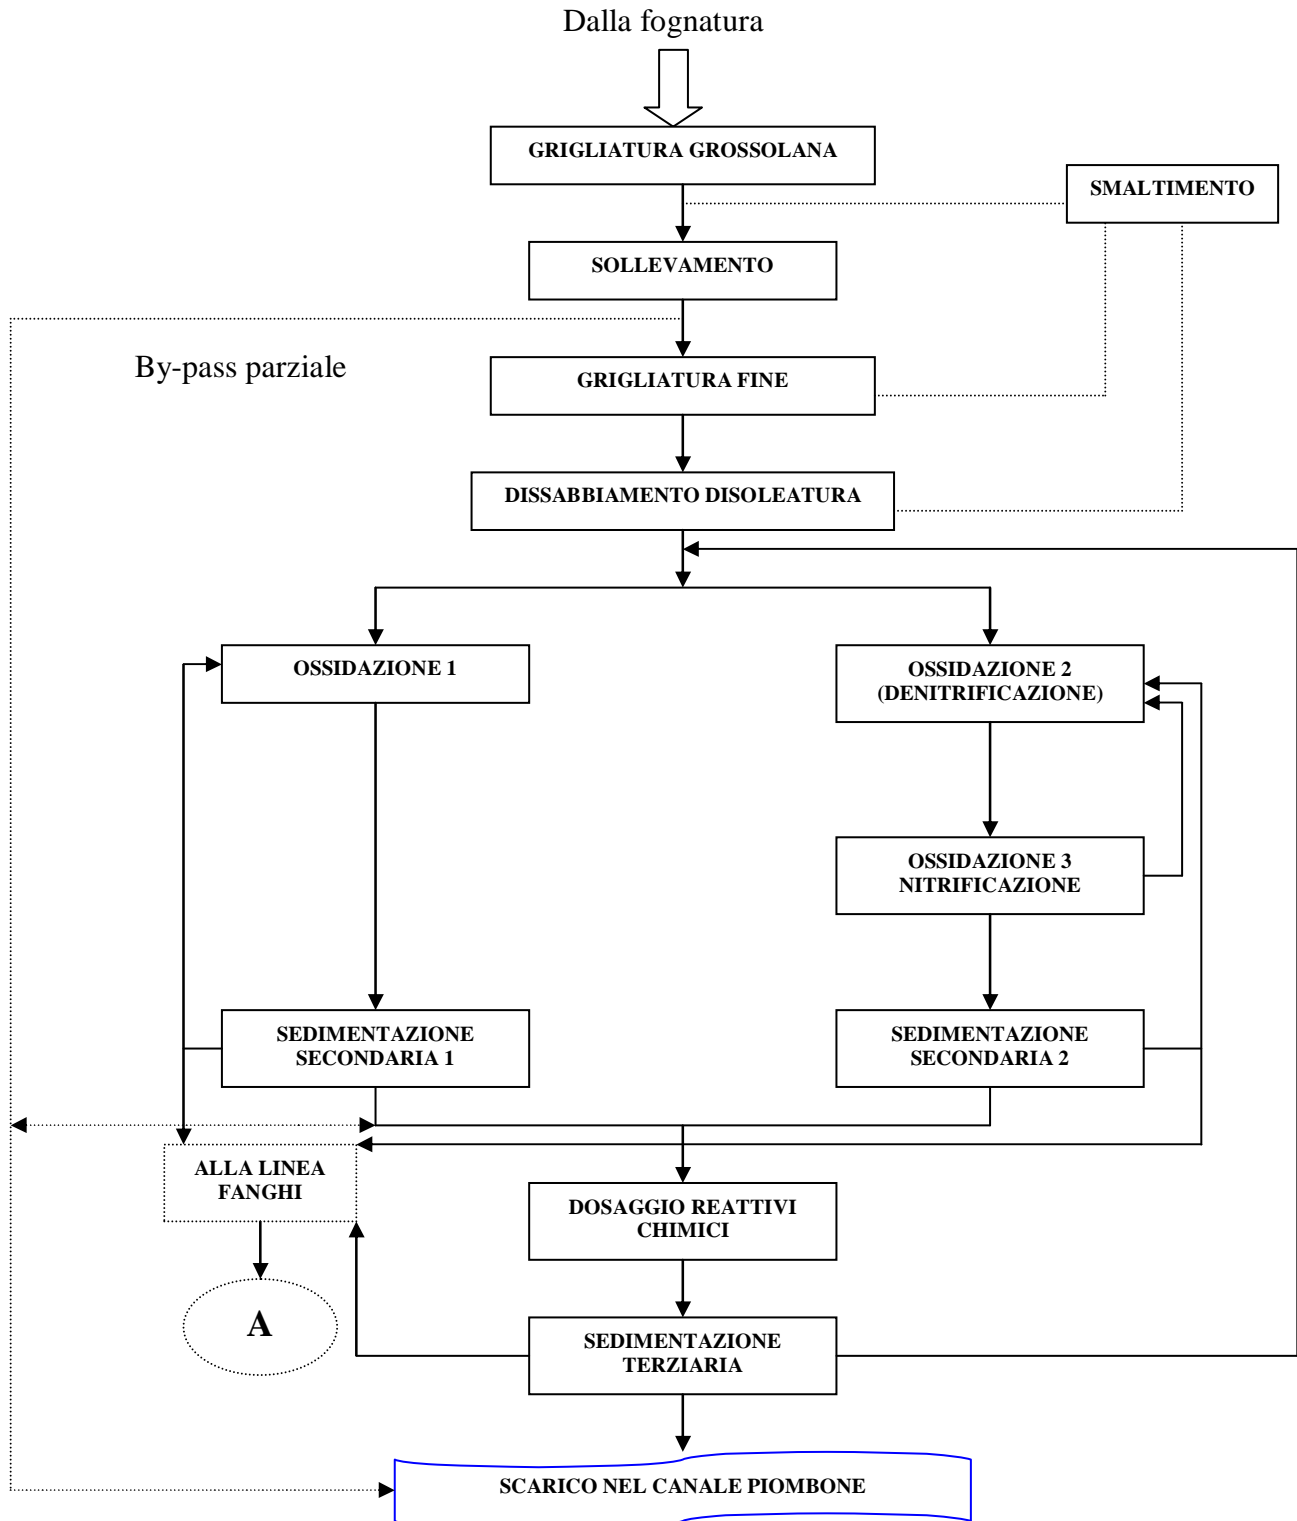 Dalla fognatura
GRIGLIATURA GROSSOLANA
SMALTIMENTO
SOLLEVAMENTO
By-pass parziale
GRIGLIATURA FINE
DISSABBIAMENTO DISOLEATURA
OSSIDAZIONE 1
OSSIDAZIONE 2
(DENITRIFICAZIONE)
OSSIDAZIONE 3
NITRIFICAZIONE
SEDIMENTAZIONE
SECONDARIA 1
SEDIMENTAZIONE
SECONDARIA 2
ALLA LINEA
FANGHI
DOSAGGIO REATTIVI
CHIMICI
A
SEDIMENTAZIONE
TERZIARIA
SCARICO NEL CANALE PIOMBONE